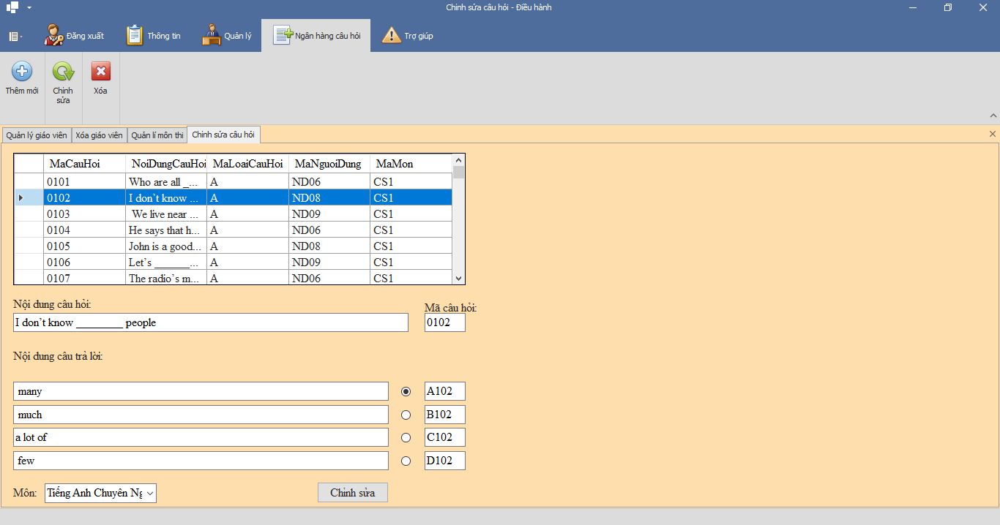 Chỉnh sửa câu hỏi - Điều hành
Đăng xuất Thông tin Quản lý Ngân hàng câu hỏi Trợ giúp
Thêm mới Chỉnh sửa Xóa
Quản lý giáo viên Xóa giáo viên Quản lí môn thi Chỉnh sửa câu hỏi
MaCauHoi NoiDungCauHoi MaLoaiCauHoi MaNguoiDung MaMon
0101 Who are all _... A ND06 CS1
0102 I don’t know ... A ND08 CS1
0103 We live near ... A ND09 CS1
0104 He says that h... A ND06 CS1
0105 John is a good... A ND08 CS1
0106 Let’s ______... A ND09 CS1
0107 The radio’s m... A ND06 CS1
Nội dung câu hỏi: Mã câu hỏi:
I don’t know ________ people 0102
Nội dung câu trả lời:
many A102
much B102
a lot of C102
few D102
Môn: Tiếng Anh Chuyên Ng Chỉnh sửa